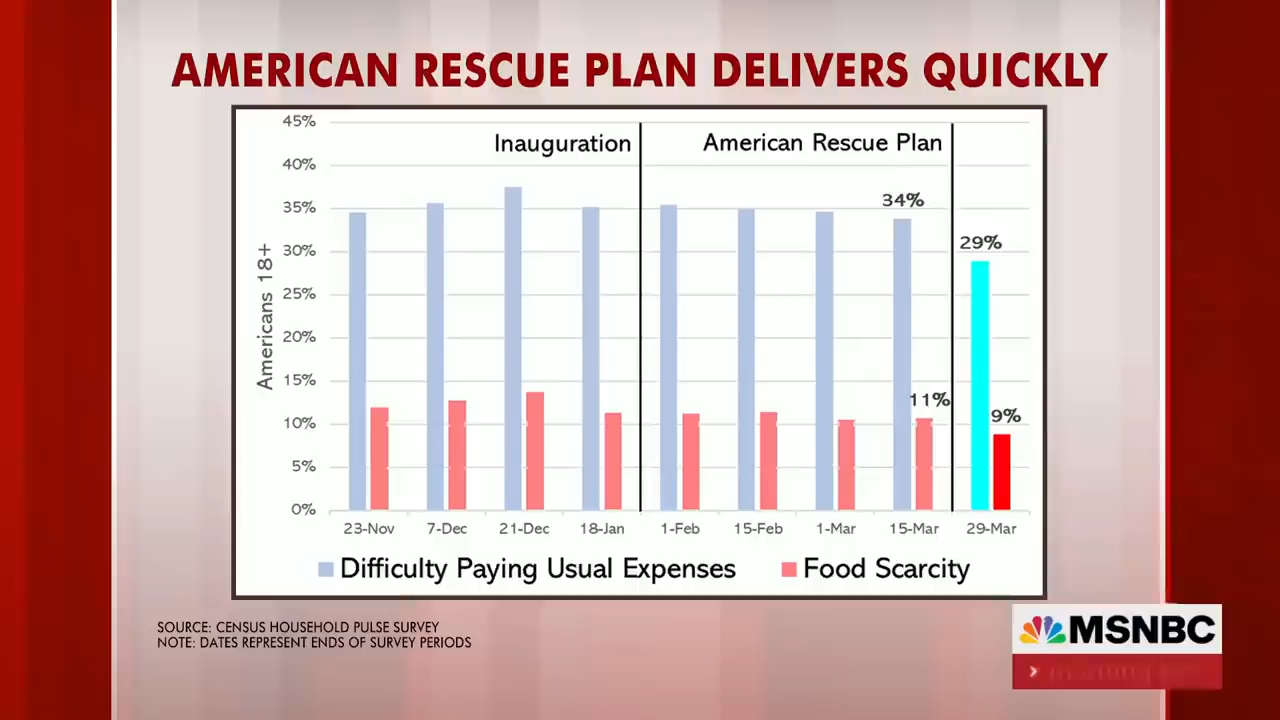 AMERICAN RESCUE PLAN DELIVERS QUICKLY
45%
40%
35%
30%
25%
20%
15%
10%
5%
0%
Americans 18+
Inauguration
American Rescue Plan
34%
29%
11%
9%
23-Nov 7-Dec 21-Dec 18-Jan 1-Feb 15-Feb 1-Mar 15-Mar 29-Mar
Difficulty Paying Usual Expenses Food Scarcity
SOURCE: CENSUS HOUSEHOLD PULSE SURVEY
NOTE: DATES REPRESENT ENDS OF SURVEY PERIODS
MSNBC